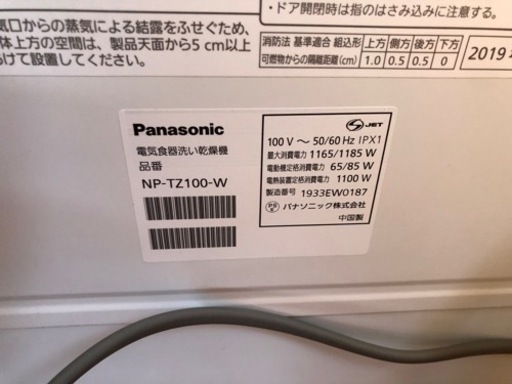 気口からの蒸気による結露をふせぐため、
体上方の空間は、製品天面から5cm以上
けて設置してください。
・ドア開閉時は指のはさみ込みに注意する。
消防法 基準適合 組込形 上方 側方 後方 下方
可燃物からの離隔距離(cm) 1.0 0.5 0.5 0
2019
Panasonic
電気食器洗い乾燥機
品番
NP-TZ100-W
JET
100 V ～ 50/60 Hz IPX1
最大消費電力 1165/1185 W
電動機定格消費電力 65/85 W
電熱装置定格消費電力 1100 W
製造番号 1933EW0187
PS E パナソニック株式会社
中国製